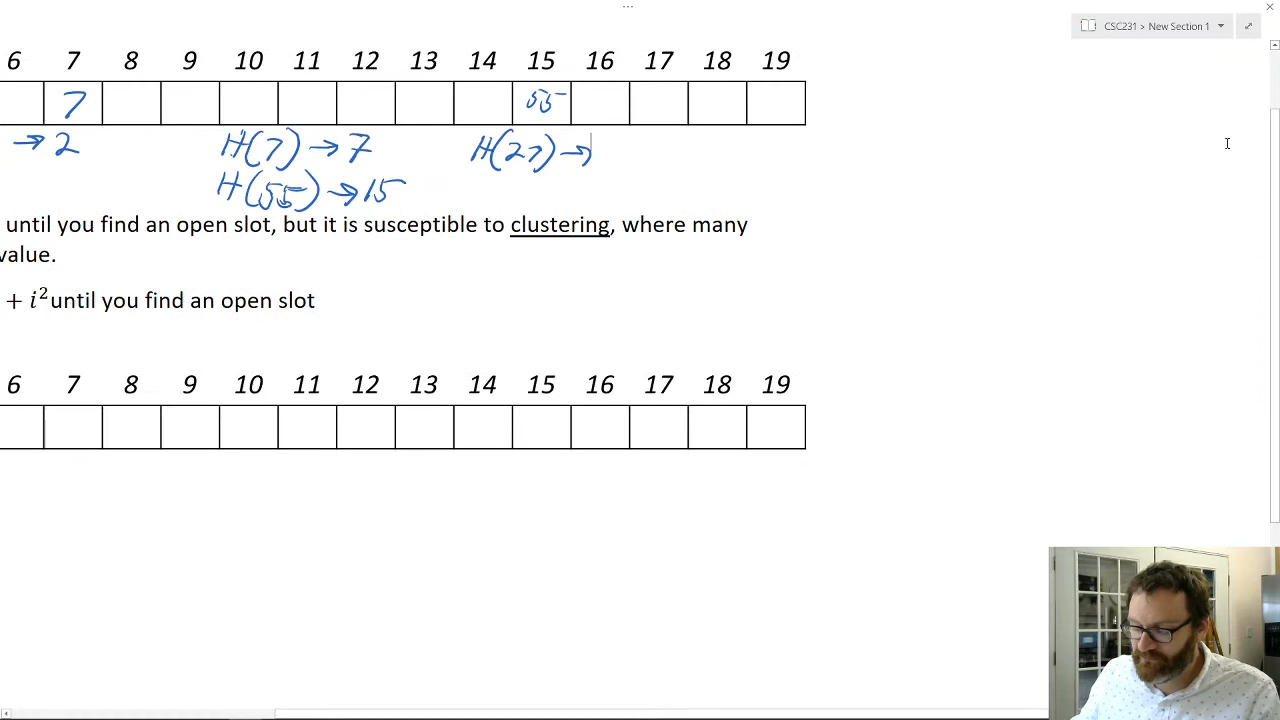 CSC231 > New Section 1
6 7 8 9 10 11 12 13 14 15 16 17 18 19
7 55
→ 2 H(7) → 7 H(27) →
H(55) → 15
until you find an open slot, but it is susceptible to clustering, where many
value.
+ i² until you find an open slot
6 7 8 9 10 11 12 13 14 15 16 17 18 19